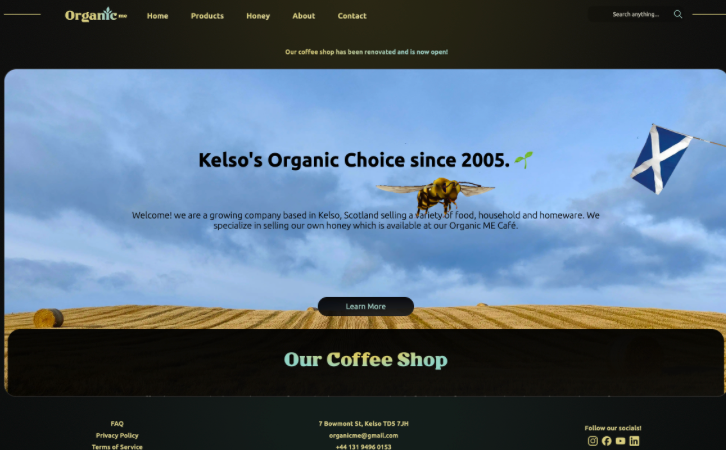 Organic ME
Home
Products
Honey
About
Contact
Search anything...
Our coffee shop has been renovated and is now open!
Kelso's Organic Choice since 2005.
Welcome! we are a growing company based in Kelso, Scotland selling a variety of food, household and homeware. We
specialize in selling our own honey which is available at our Organic ME Café.
Learn More
Our Coffee Shop
FAQ
Privacy Policy
Terms of Service
7 Bowmont St, Kelso TD5 7JH
organicme@gmail.com
+44 131 9496 0153
Follow our socials!